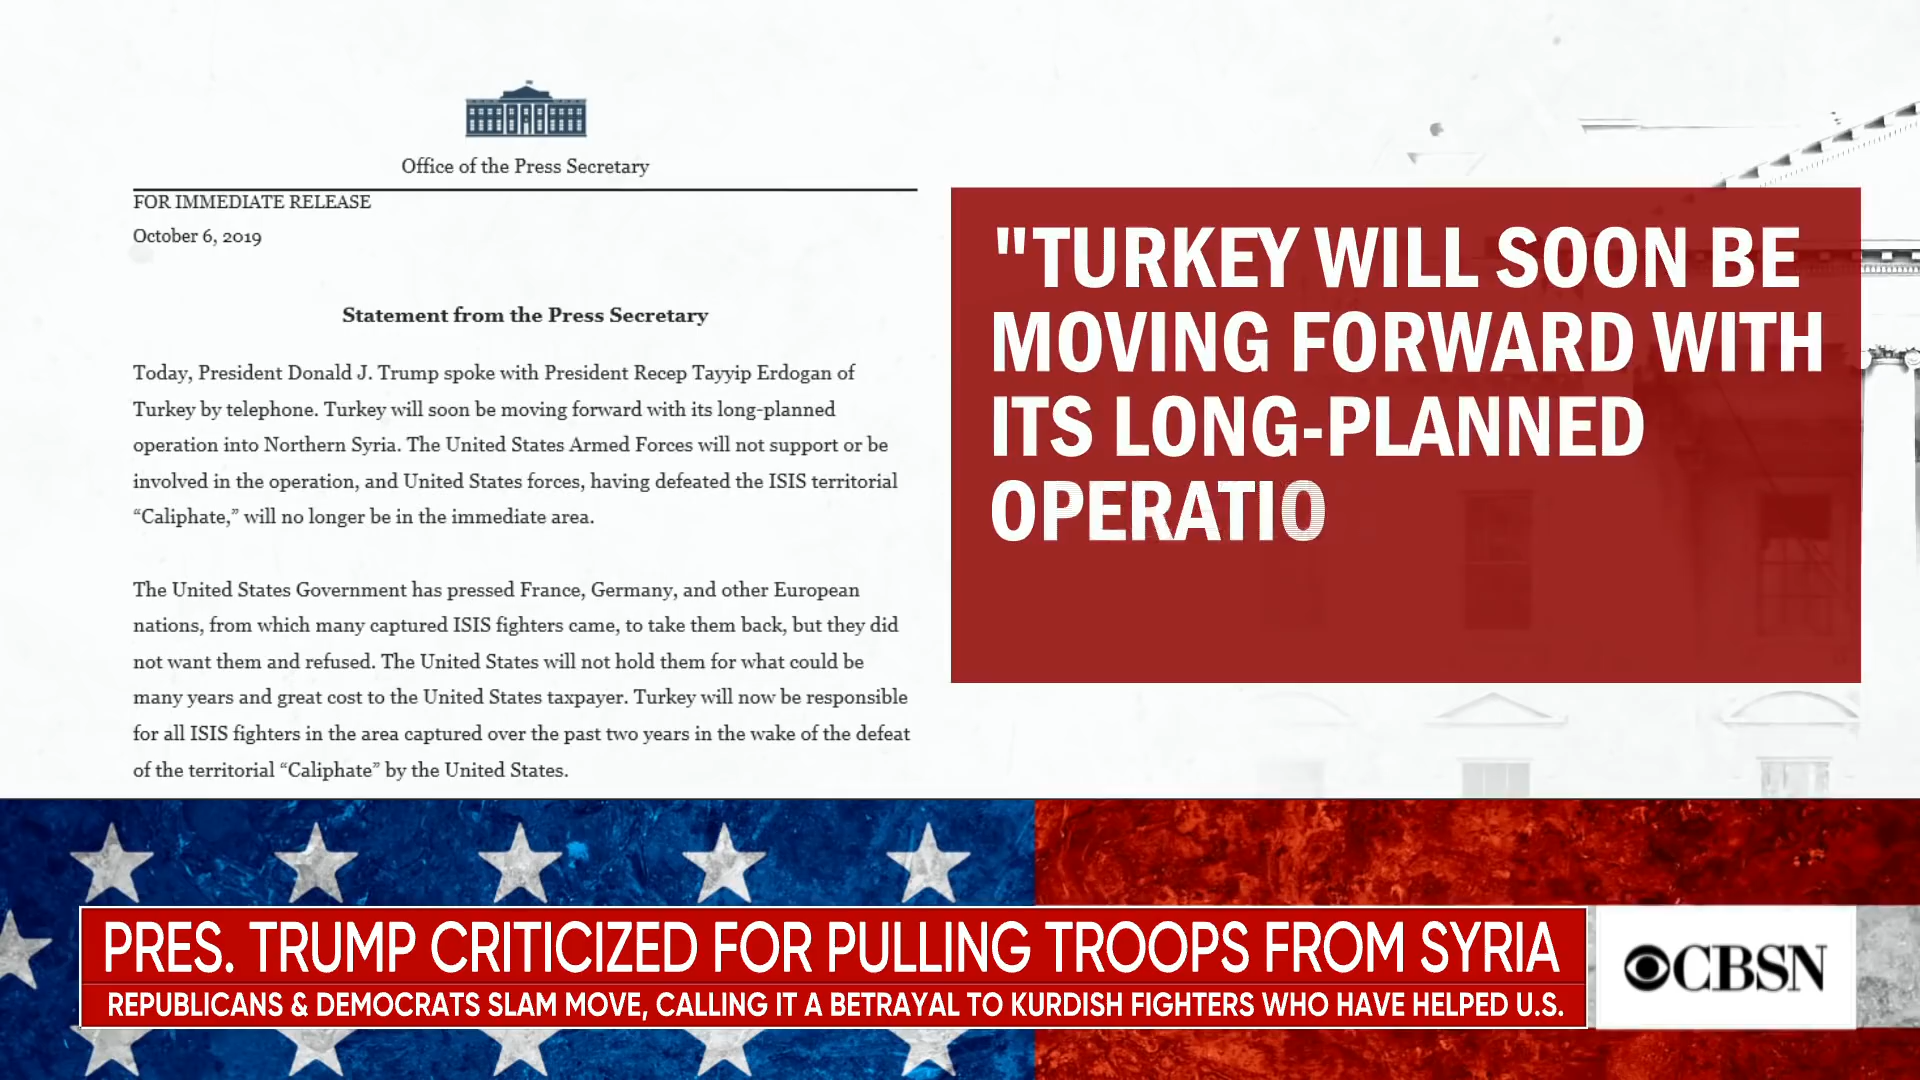 Office of the Press Secretary
FOR IMMEDIATE RELEASE
October 6, 2019
Statement from the Press Secretary
Today, President Donald J. Trump spoke with President Recep Tayyip Erdogan of
Turkey by telephone. Turkey will soon be moving forward with its long-planned
operation into Northern Syria. The United States Armed Forces will not support or be
involved in the operation, and United States forces, having defeated the ISIS territorial
“Caliphate,” will no longer be in the immediate area.
The United States Government has pressed France, Germany, and other European
nations, from which many captured ISIS fighters came, to take them back, but they did
not want them and refused. The United States will not hold them for what could be
many years and great cost to the United States taxpayer. Turkey will now be responsible
for all ISIS fighters in the area captured over the past two years in the wake of the defeat
of the territorial “Caliphate” by the United States.
"TURKEY WILL SOON BE
MOVING FORWARD WITH
ITS LONG-PLANNED
OPERATIO
PRES. TRUMP CRITICIZED FOR PULLING TROOPS FROM SYRIA
REPUBLICANS & DEMOCRATS SLAM MOVE, CALLING IT A BETRAYAL TO KURDISH FIGHTERS WHO HAVE HELPED U.S.
CBSN